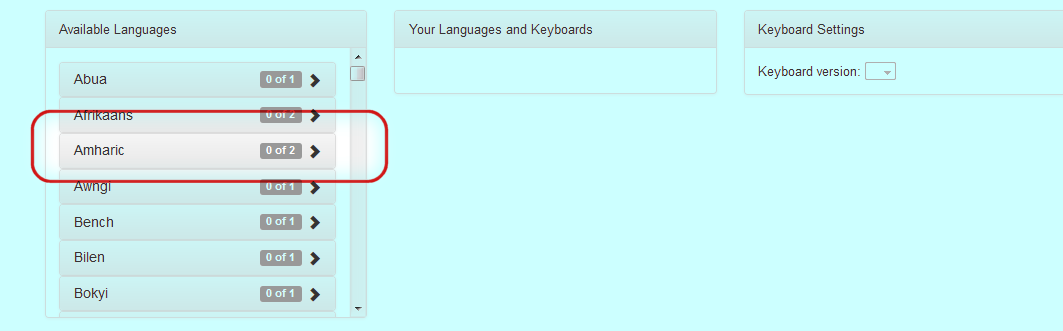 Available Languages
Abua 0 of 1
Afrikaans 0 of 2
Amharic 0 of 2
Awngi 0 of 1
Bench 0 of 1
Bilen 0 of 1
Bokyi 0 of 1
Your Languages and Keyboards
Keyboard Settings
Keyboard version: